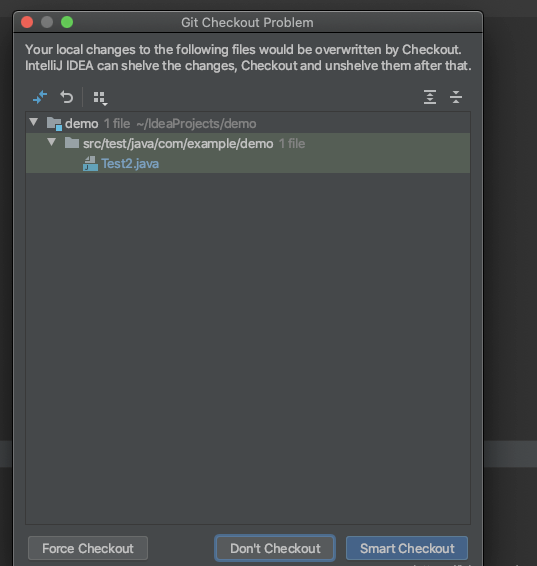 Git Checkout Problem
Your local changes to the following files would be overwritten by Checkout.
IntelliJ IDEA can shelve the changes, Checkout and unshelve them after that.
demo 1 file ~/IdeaProjects/demo
src/test/java/com/example/demo 1 file
Test2.java
Force Checkout Don't Checkout Smart Checkout